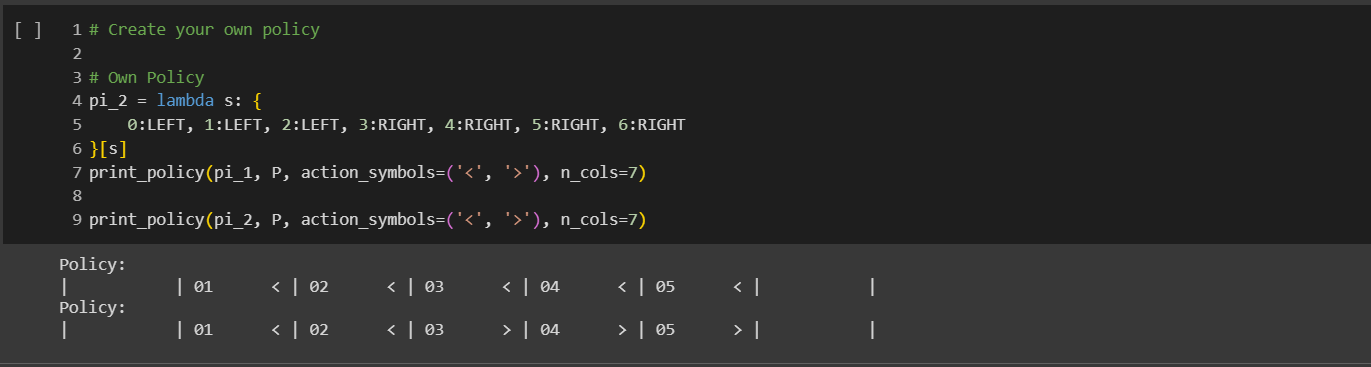 [ ] 1 # Create your own policy
2
3 # Own Policy
4 pi_2 = lambda s: {
5     0:LEFT, 1:LEFT, 2:LEFT, 3:RIGHT, 4:RIGHT, 5:RIGHT, 6:RIGHT
6 }[s]
7 print_policy(pi_1, P, action_symbols=('<', '>'), n_cols=7)
8
9 print_policy(pi_2, P, action_symbols=('<', '>'), n_cols=7)
Policy:
|           | 01      < | 02      < | 03      < | 04      < | 05      < |           |
Policy:
|           | 01      < | 02      < | 03      > | 04      > | 05      > |           |